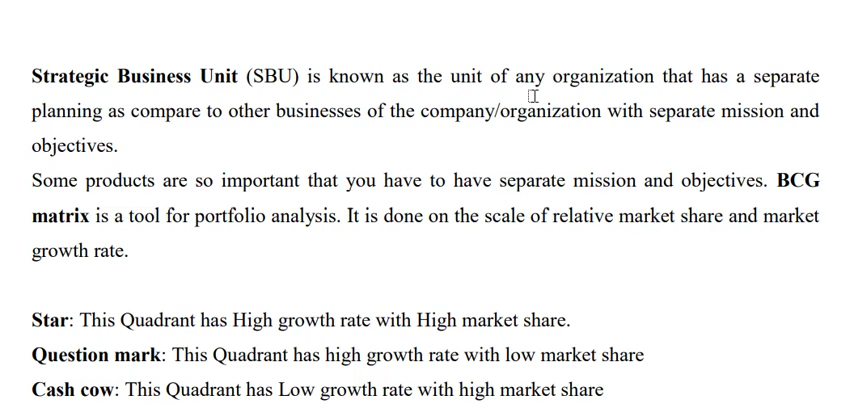 Strategic Business Unit (SBU) is known as the unit of any organization that has a separate
planning as compare to other businesses of the company/organization with separate mission and
objectives.
Some products are so important that you have to have separate mission and objectives. BCG
matrix is a tool for portfolio analysis. It is done on the scale of relative market share and market
growth rate.
Star: This Quadrant has High growth rate with High market share.
Question mark: This Quadrant has high growth rate with low market share
Cash cow: This Quadrant has Low growth rate with high market share